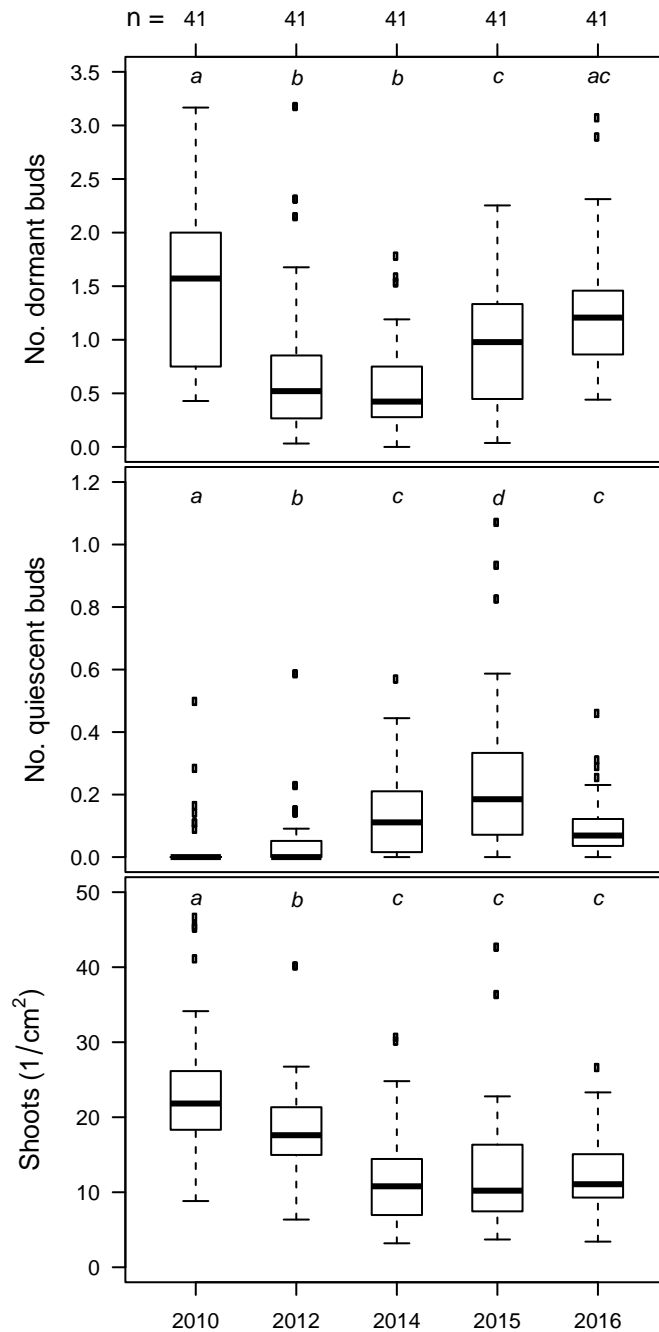 n = 41 41 41 41 41
a b b c ac
3.5
3.0
2.5
2.0
1.5
1.0
0.5
0.0
No. dormant buds
a b c d c
1.2
1.0
0.8
0.6
0.4
0.2
0.0
No. quiescent buds
a b c c c
50
40
30
20
10
0
Shoots (1/cm²)
2010 2012 2014 2015 2016